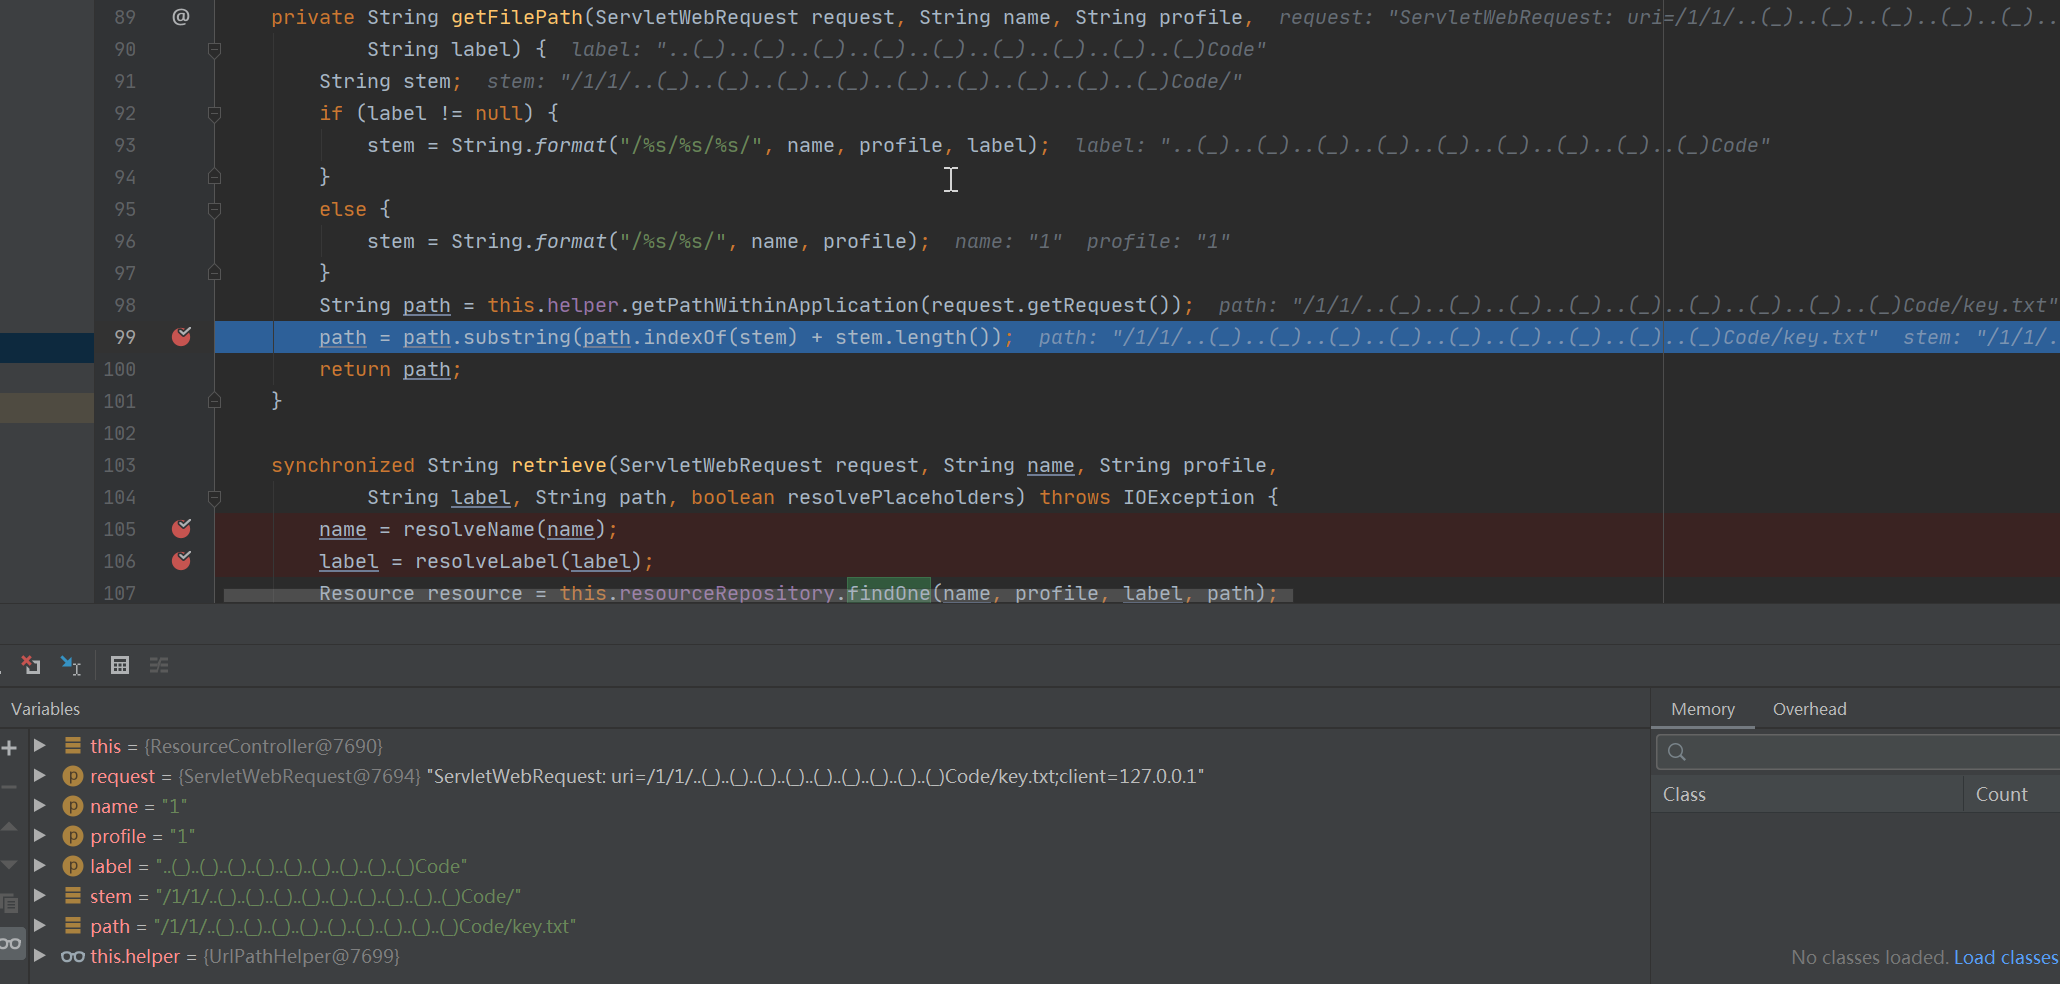 89 @ private String getFilePath(ServletWebRequest request, String name, String profile, request: "ServletWebRequest: uri=/1/1/..(_)..(_)..(_)..(_)..(_)..
90 String label) { label: "..(_)..(_)..(_)..(_)..(_)..(_)..(_)..(_)..(_)Code"
91 String stem; stem: "/1/1/..(_)..(_)..(_)..(_)..(_)..(_)..(_)..(_)..(_)Code/"
92 if (label != null) {
93 stem = String.format("/%s/%s/%s/", name, profile, label); label: "..(_)..(_)..(_)..(_)..(_)..(_)..(_)..(_)..(_)Code"
94 }
95 else {
96 stem = String.format("/%s/%s/", name, profile); name: "1" profile: "1"
97 }
98 String path = this.helper.getPathWithinApplication(request.getRequest()); path: "/1/1/..(_)..(_)..(_)..(_)..(_)..(_)..(_)..(_)..(_)Code/key.txt"
99 path = path.substring(path.indexOf(stem) + stem.length()); path: "/1/1/..(_)..(_)..(_)..(_)..(_)..(_)..(_)..(_)..(_)Code/key.txt" stem: "/1/1/.
100 return path;
101 }
102
103 synchronized String retrieve(ServletWebRequest request, String name, String profile,
104 String label, String path, boolean resolvePlaceholders) throws IOException {
105 name = resolveName(name);
106 label = resolveLabel(label);
107 Resource resource = this.resourceRepository.findOne(name, profile, label, path);
Variables
Memory Overhead
this = {ResourceController@7690}
request = {ServletWebRequest@7694} "ServletWebRequest: uri=/1/1/..(_)..(_)..(_)..(_)..(_)..(_)..(_)..(_)..(_)Code/key.txt;client=127.0.0.1"
name = "1"
profile = "1"
label = "..(_)..(_)..(_)..(_)..(_)..(_)..(_)..(_)..(_)Code"
stem = "/1/1/..(_)..(_)..(_)..(_)..(_)..(_)..(_)..(_)..(_)Code/"
path = "/1/1/..(_)..(_)..(_)..(_)..(_)..(_)..(_)..(_)..(_)Code/key.txt"
this.helper = {UrlPathHelper@7699}
Class Count
No classes loaded. Load classes